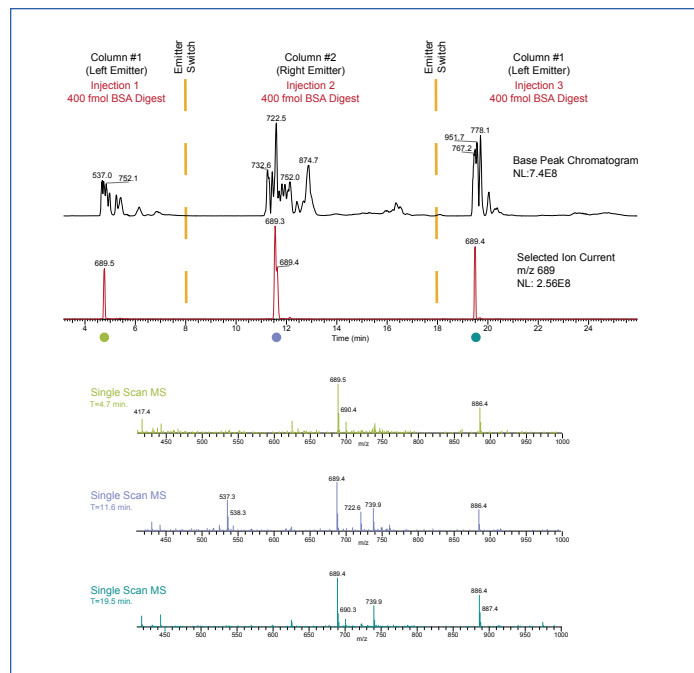 Column #1
(Left Emitter)
Injection 1
400 fmol BSA Digest
Emitter
Switch
Column #2
(Right Emitter)
Injection 2
400 fmol BSA Digest
Emitter
Switch
Column #1
(Left Emitter)
Injection 3
400 fmol BSA Digest
537.0
752.1
732.6
722.5
752.0
874.7
951.7
767.2
778.1
Base Peak Chromatogram
NL:7.4E8
689.5
689.3
689.4
689.4
Selected Ion Current
m/z 689
NL: 2.56E8
4 6 8 10 12 14 16 18 20 22 24
Time (min)
Single Scan MS
T=4.7 min.
417.4
689.5
690.4
886.4
450 500 550 600 650 700 750 800 850 900 950 1000
m/z
Single Scan MS
T=11.6 min.
537.3
538.3
689.4
722.6
739.9
886.4
450 500 550 600 650 700 750 800 850 900 950 1000
m/z
Single Scan MS
T=19.5 min.
689.4
690.3
739.9
886.4
887.4
450 500 550 600 650 700 750 800 850 900 950 1000
m/z